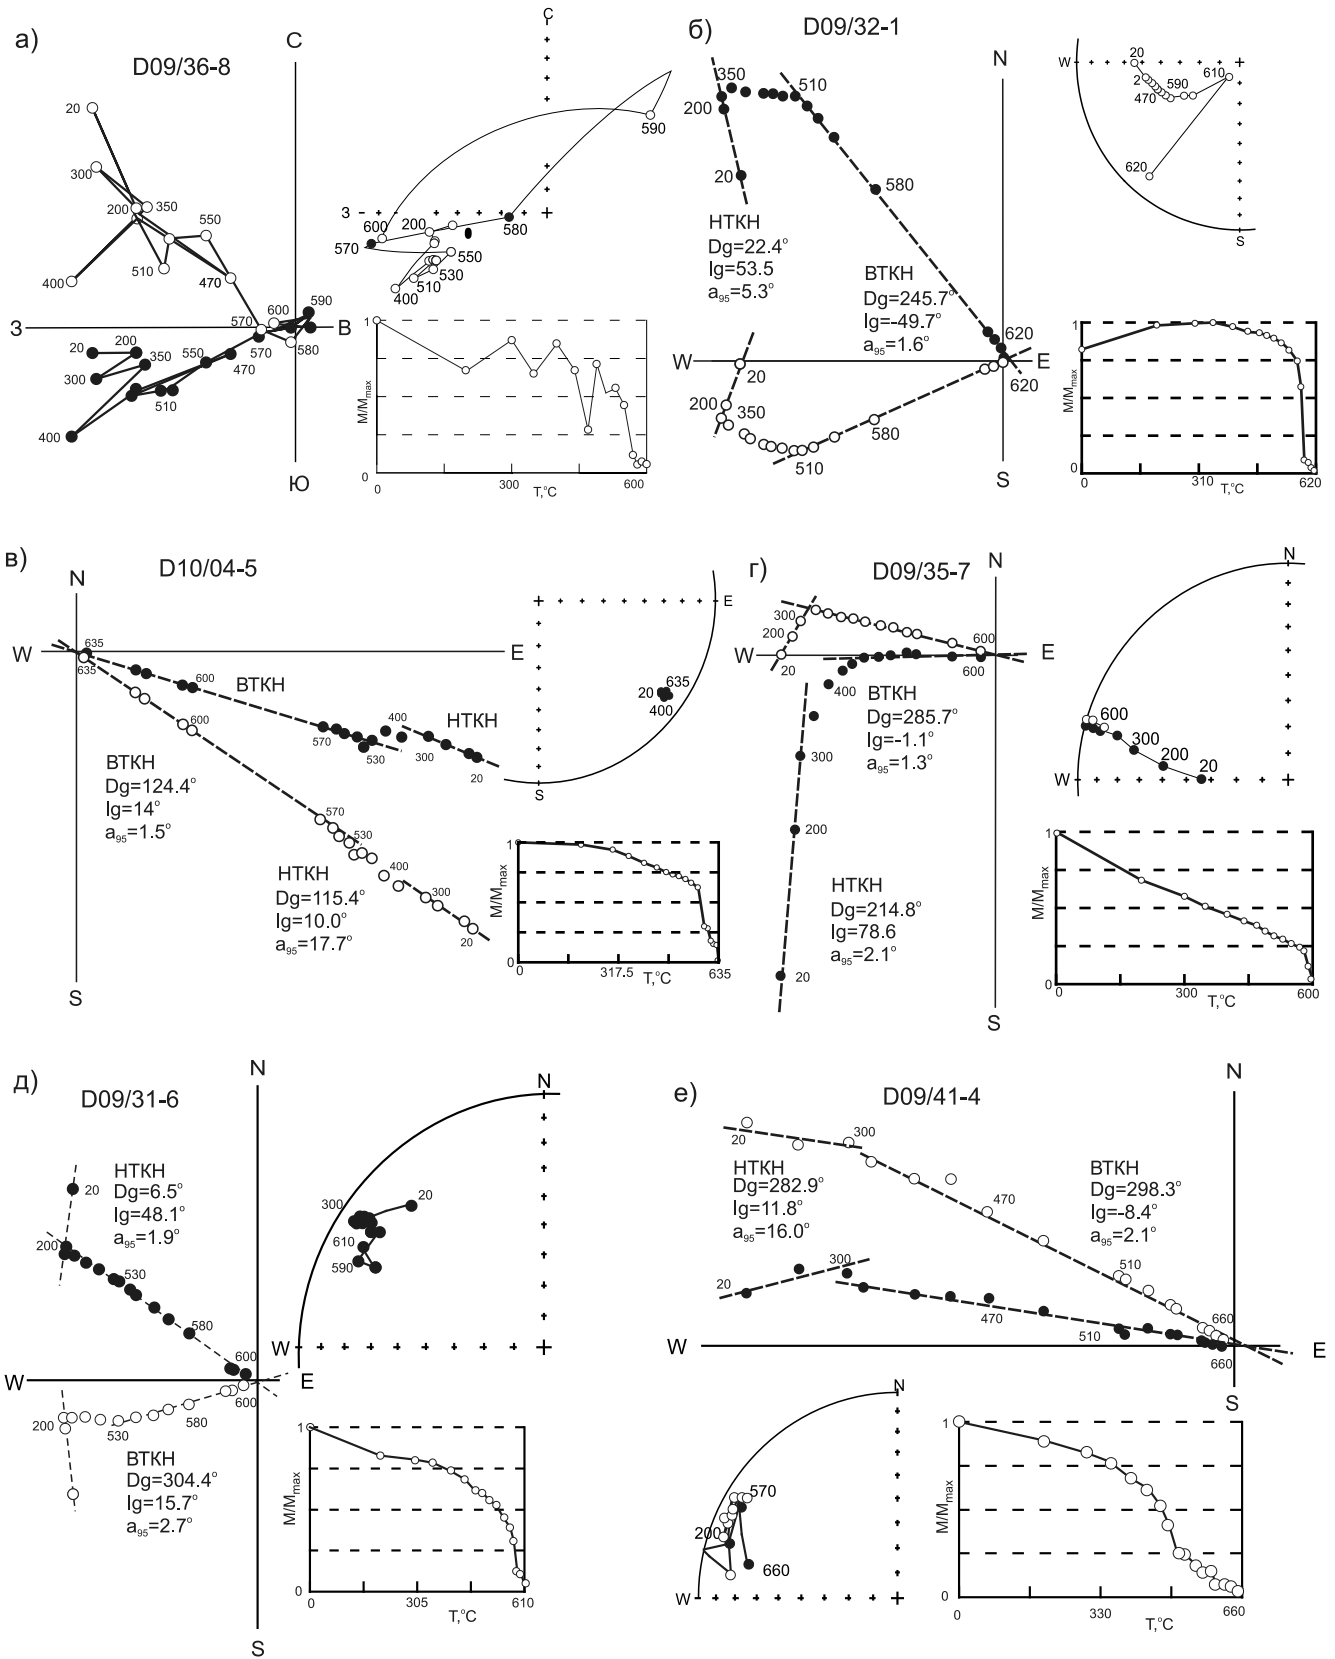 а)
D09/36-8
С
20
300
200
350
550
510
470
400
600
590
570
580
З
В
20
200
350
300
550
570
470
510
400
Ю
С
590
З
600
200
570
580
550
530
510
400
1
M/Mmax
0
0
300
600
T,°C
б)
D09/32-1
N
350
510
200
20
580
НТКН
Dg=22.4°
Ig=53.5
a95=5.3°
ВТКН
Dg=245.7°
Ig=-49.7°
a95=1.6°
620
W
E
20
620
200
350
580
510
S
20
W
610
2
590
470
620
S
1
M/Mmax
0
0
310
620
T,°C
в)
D10/04-5
N
W
635
E
635
600
ВТКН
600
400
НТКН
570
530
300
20
ВТКН
Dg=124.4°
Ig=14°
a95=1.5°
570
530
400
НТКН
Dg=115.4°
Ig=10.0°
a95=17.7°
300
20
S
E
20
635
400
S
1
M/Mmax
0
0
317.5
635
T,°C
г)
D09/35-7
N
300
200
600
W
E
20
600
400
ВТКН
Dg=285.7°
Ig=-1.1°
a95=1.3°
300
200
НТКН
Dg=214.8°
Ig=78.6
a95=2.1°
20
S
N
600
300
200
20
W
1
M/Mmax
0
0
300
600
T,°C
д)
D09/31-6
N
20
НТКН
Dg=6.5°
Ig=48.1°
a95=1.9°
200
530
580
600
W
E
600
200
580
530
ВТКН
Dg=304.4°
Ig=15.7°
a95=2.7°
S
N
20
300
610
590
W
1
M/Mmax
0
0
305
610
T,°C
е)
D09/41-4
N
20
300
НТКН
Dg=282.9°
Ig=11.8°
a95=16.0°
ВТКН
Dg=298.3°
Ig=-8.4°
a95=2.1°
470
300
510
20
470
660
510
W
E
660
S
N
570
200
660
W
1
M/Mmax
0
0
330
660
T,°C